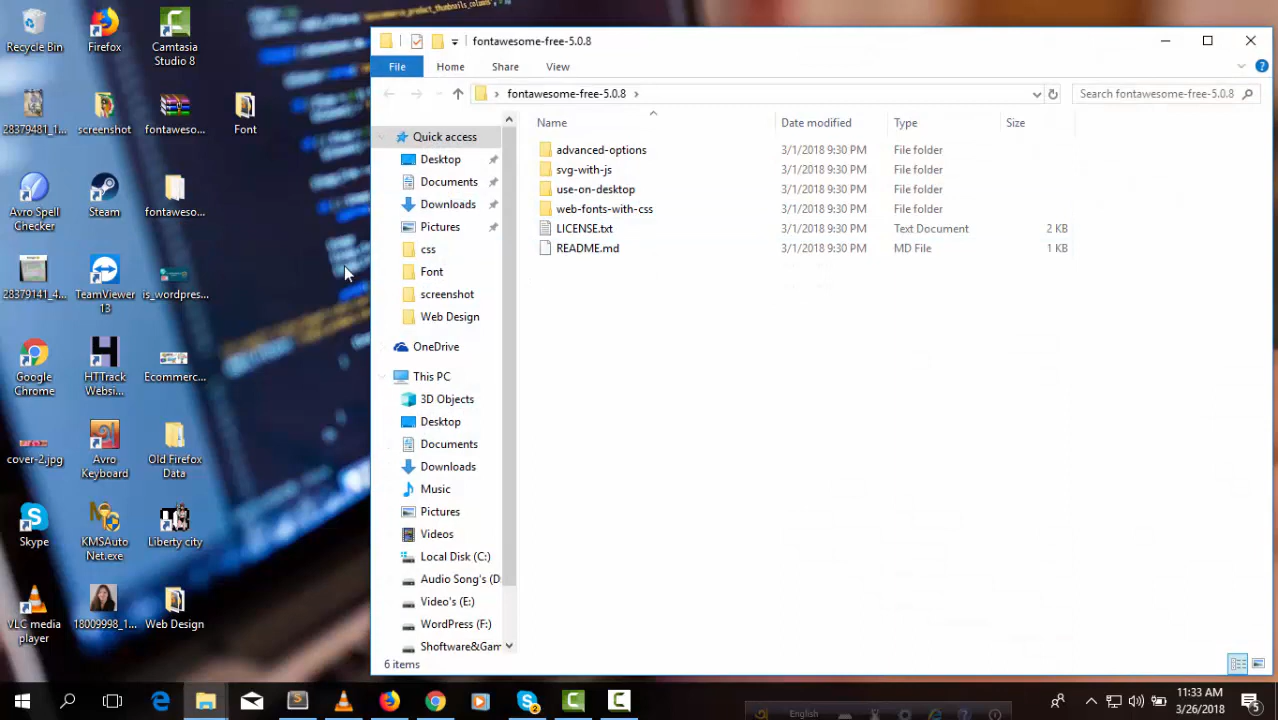 Recycle Bin
Firefox
Camtasia
Studio 8
28379481_1...
screenshot
fontaweso...
Font
Avro Spell
Checker
Steam
fontaweso...
28379141_4...
TeamViewer
13
is_wordpres...
Google
Chrome
HTTrack
Websi...
Ecommerc...
cover-2.jpg
Avro
Keyboard
Old Firefox
Data
Skype
KMSAuto
Net.exe
Liberty city
VLC media
player
18009998_1...
Web Design
fontawesome-free-5.0.8
File Home Share View
fontawesome-free-5.0.8
Search fontawesome-free-5.0.8
Name Date modified Type Size
advanced-options 3/1/2018 9:30 PM File folder
svg-with-js 3/1/2018 9:30 PM File folder
use-on-desktop 3/1/2018 9:30 PM File folder
web-fonts-with-css 3/1/2018 9:30 PM File folder
LICENSE.txt 3/1/2018 9:30 PM Text Document 2 KB
README.md 3/1/2018 9:30 PM MD File 1 KB
Quick access
Desktop
Documents
Downloads
Pictures
css
Font
screenshot
Web Design
OneDrive
This PC
3D Objects
Desktop
Documents
Downloads
Music
Pictures
Videos
Local Disk (C:)
Audio Song's (D
Video's (E:)
WordPress (F:)
Shoftware&Gam
6 items
English
11:33 AM
3/26/2018